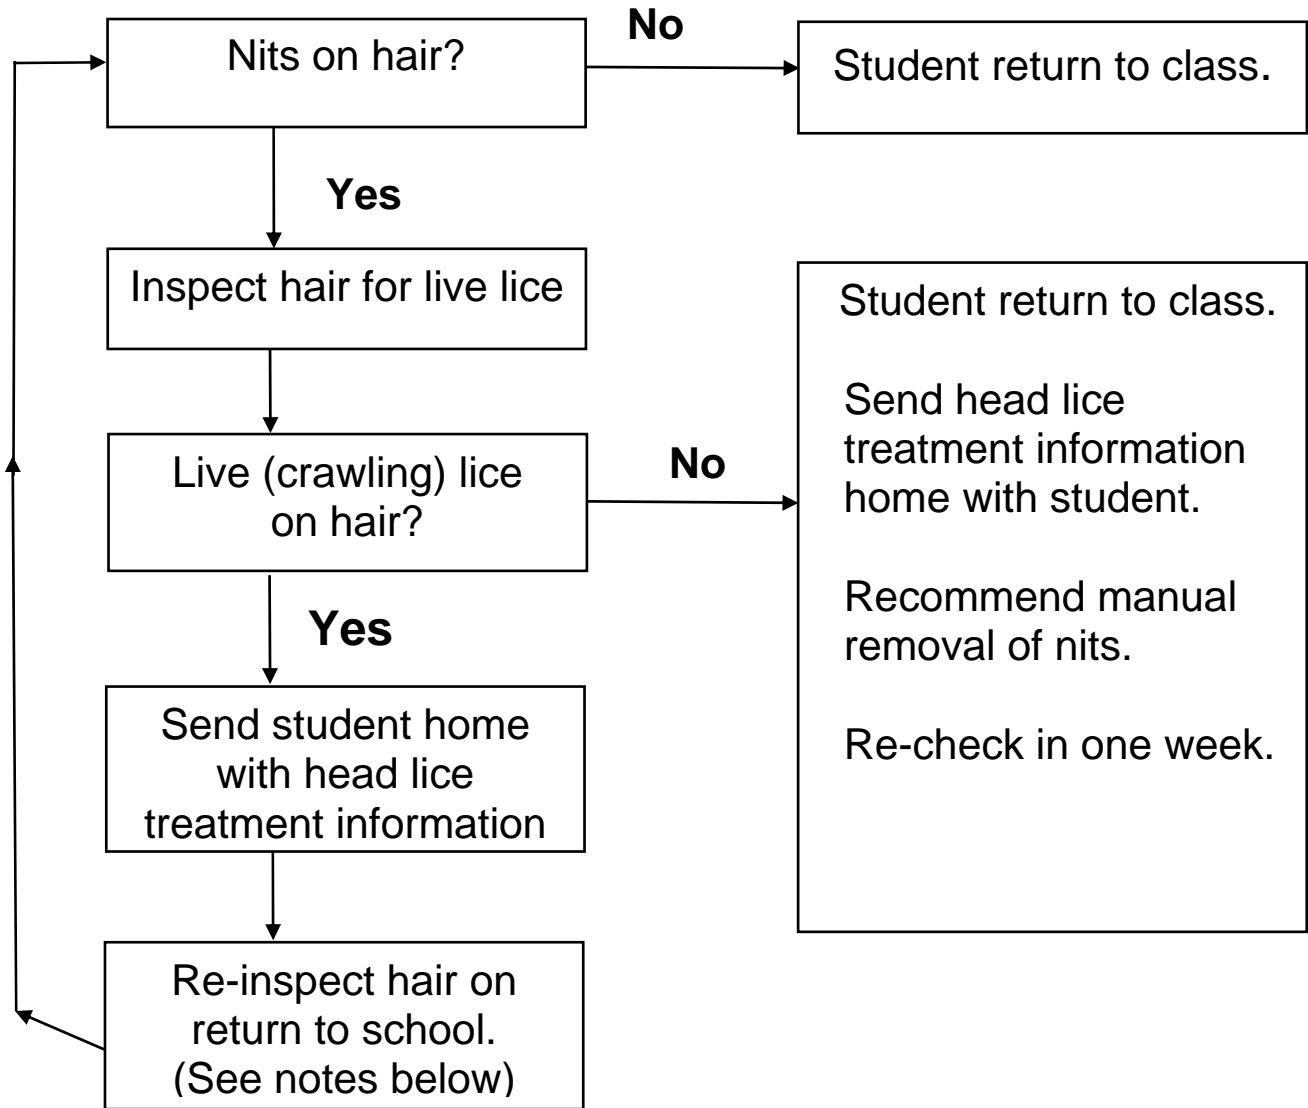 Nits on hair?
No
Student return to class.
Yes
Inspect hair for live lice
Live (crawling) lice
on hair?
No
Student return to class.
Send head lice
treatment information
home with student.
Recommend manual
removal of nits.
Re-check in one week.
Yes
Send student home
with head lice
treatment information
Re-inspect hair on
return to school.
(See notes below)